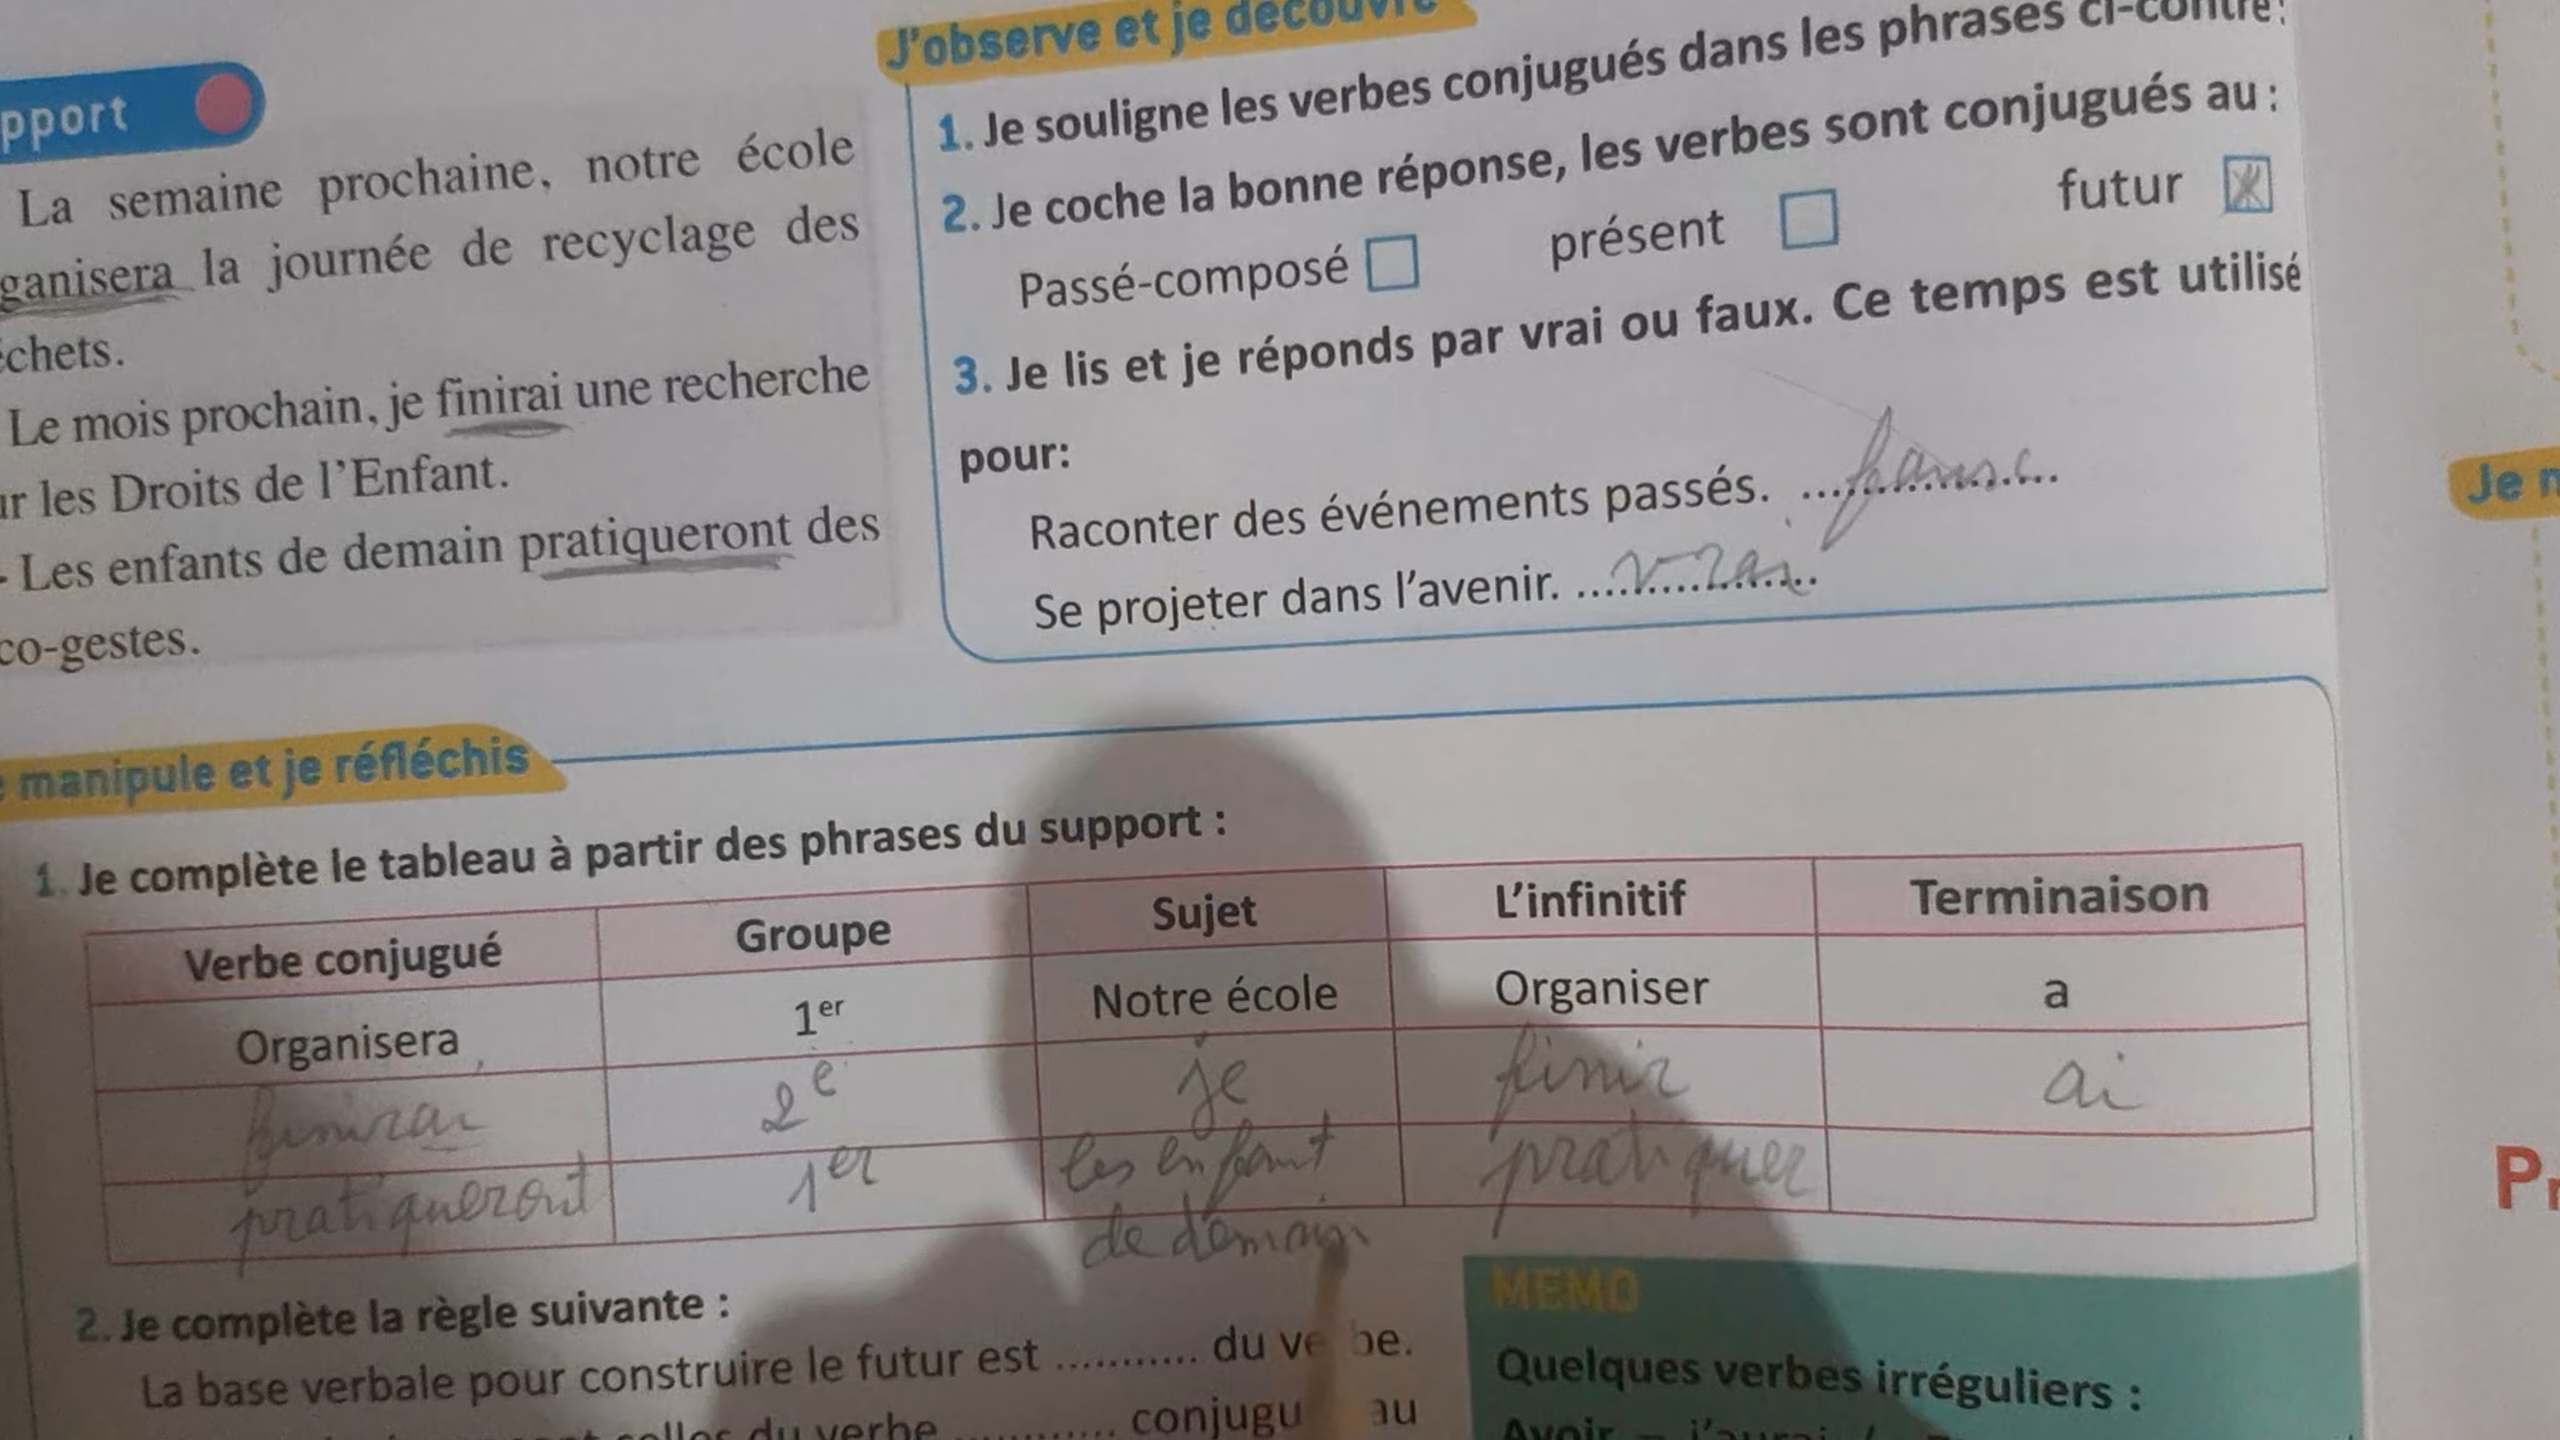 pport
La semaine prochaine, notre école
ganisera la journée de recyclage des
chets.
Le mois prochain, je finirai une recherche
ur les Droits de l'Enfant.
- Les enfants de demain pratiqueront des
co-gestes.
J'observe et je découvre
1. Je souligne les verbes conjugués dans les phrases ci-contre:
2. Je coche la bonne réponse, les verbes sont conjugués au :
Passé-composé présent futur
3. Je lis et je réponds par vrai ou faux. Ce temps est utilisé
pour:
Raconter des événements passés. ....................
Se projeter dans l'avenir. ...vrai...
Je
manipule et je réfléchis
1. Je complète le tableau à partir des phrases du support :
Verbe conjugué Groupe Sujet L'infinitif Terminaison
Organisera 1er Notre école Organiser a
finirai 2e je finir ai
pratiqueront 1er les enfant de demain pratiquer
2. Je complète la règle suivante :
La base verbale pour construire le futur est ........... du ve be.
du verbe ........... conjugu au
MEMO
Quelques verbes irréguliers :
Avoir – j'aurai /